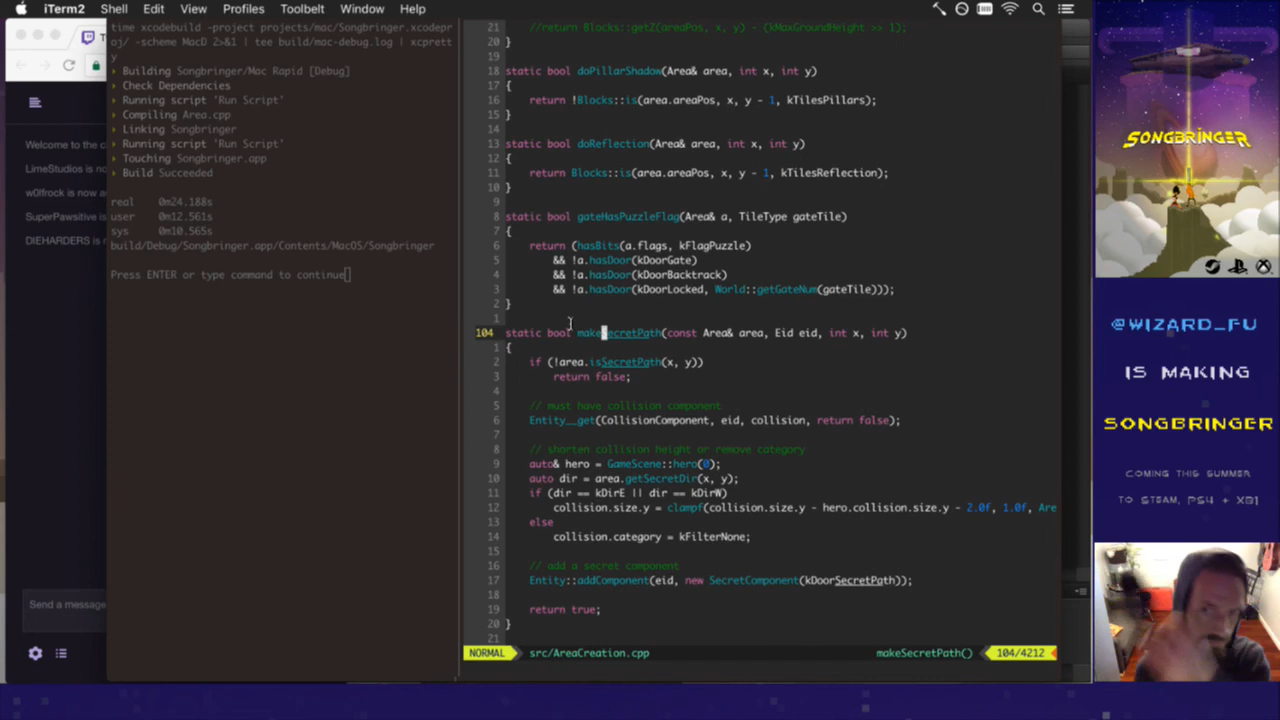 iTerm2 Shell Edit View Profiles Toolbelt Window Help
time xcodebuild -project projects/mac/Songbringer.xcodep
roj/ -scheme MacD 2>&1 | tee build/mac-debug.log | xcprett
y
Building Songbringer/Mac Rapid [Debug]
Check Dependencies
Running script 'Run Script'
Compiling Area.cpp
Linking Songbringer
Running script 'Run Script'
Touching Songbringer.app
Build Succeeded
real 0m24.188s
user 0m12.561s
sys 0m10.565s
build/Debug/Songbringer.app/Contents/MacOS/Songbringer
Press ENTER or type command to continue
Welcome to the c
LimeStudios is no
w0lfrock is now a
SuperPawsitive is
DIEHARDERS is n
Send a message
21 //return Blocks::getZ(areaPos, x, y) - (kMaxGroundHeight >> 1);
20 }
19
18 static bool doPillarShadow(Area& area, int x, int y)
17 {
16 return !Blocks::is(area.areaPos, x, y - 1, kTilesPillars);
15 }
14
13 static bool doReflection(Area& area, int x, int y)
12 {
11 return Blocks::is(area.areaPos, x, y - 1, kTilesReflection);
10 }
9
8 static bool gateHasPuzzleFlag(Area& a, TileType gateTile)
7 {
6 return (hasBits(a.flags, kFlagPuzzle)
5 && !a.hasDoor(kDoorGate)
4 && !a.hasDoor(kDoorBacktrack)
3 && !a.hasDoor(kDoorLocked, World::getGateNum(gateTile)));
2 }
1
104 static bool makeSecretPath(const Area& area, Eid eid, int x, int y)
1 {
2 if (!area.isSecretPath(x, y))
3 return false;
4
5 // must have collision component
6 Entity__get(CollisionComponent, eid, collision, return false);
7
8 // shorten collision height or remove category
9 auto& hero = GameScene::hero(0);
10 auto dir = area.getSecretDir(x, y);
11 if (dir == kDirE || dir == kDirW)
12 collision.size.y = clampf(collision.size.y - hero.collision.size.y - 2.0f, 1.0f, Are
13 else
14 collision.category = kFilterNone;
15
16 // add a secret component
17 Entity::addComponent(eid, new SecretComponent(kDoorSecretPath));
18
19 return true;
20 }
21
NORMAL src/AreaCreation.cpp makeSecretPath() 104/4212
SONGBRINGER
@WIZARD_FU
IS MAKING
SONGBRINGER
COMING THIS SUMMER
TO STEAM, PS4 + XB1